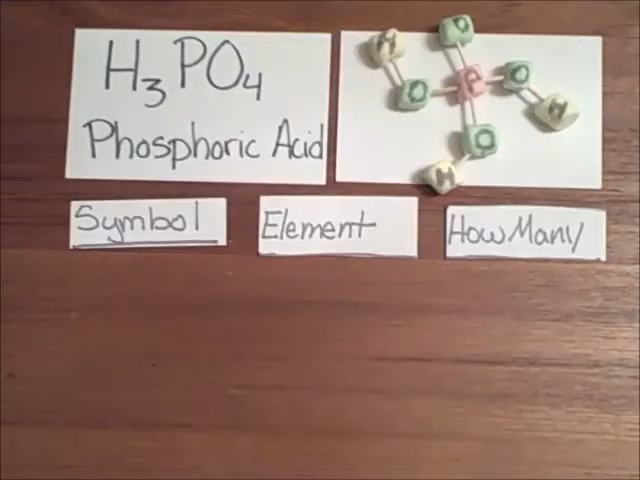 H₃PO₄
Phosphoric Acid
O
H
O
P
O
H
O
H
Symbol
Element
How Many